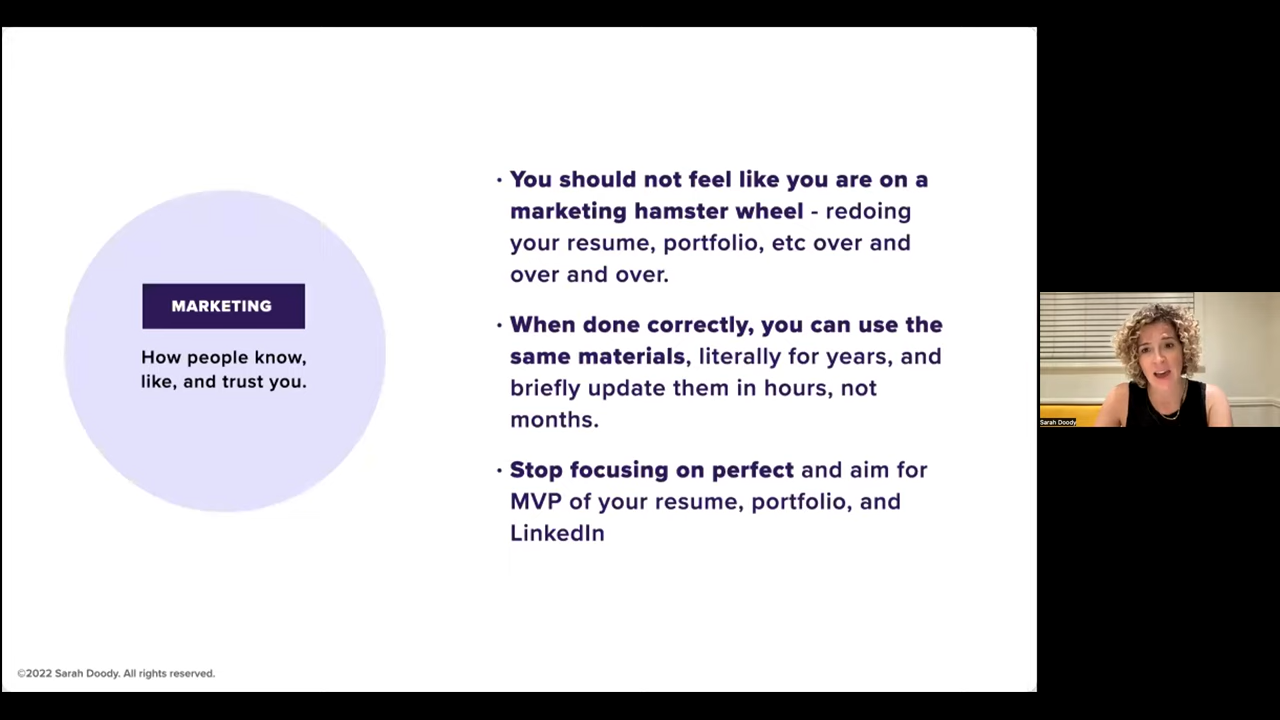 MARKETING
How people know,
like, and trust you.
· You should not feel like you are on a
marketing hamster wheel - redoing
your resume, portfolio, etc over and
over and over.
· When done correctly, you can use the
same materials, literally for years, and
briefly update them in hours, not
months.
· Stop focusing on perfect and aim for
MVP of your resume, portfolio, and
LinkedIn
Sarah Doody
©2022 Sarah Doody. All rights reserved.